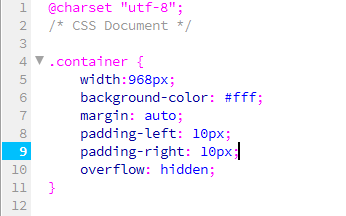 1 @charset "utf-8";
2 /* CSS Document */
3
4 .container {
5 width:968px;
6 background-color: #fff;
7 margin: auto;
8 padding-left: 10px;
9 padding-right: 10px;
10 overflow: hidden;
11 }
12